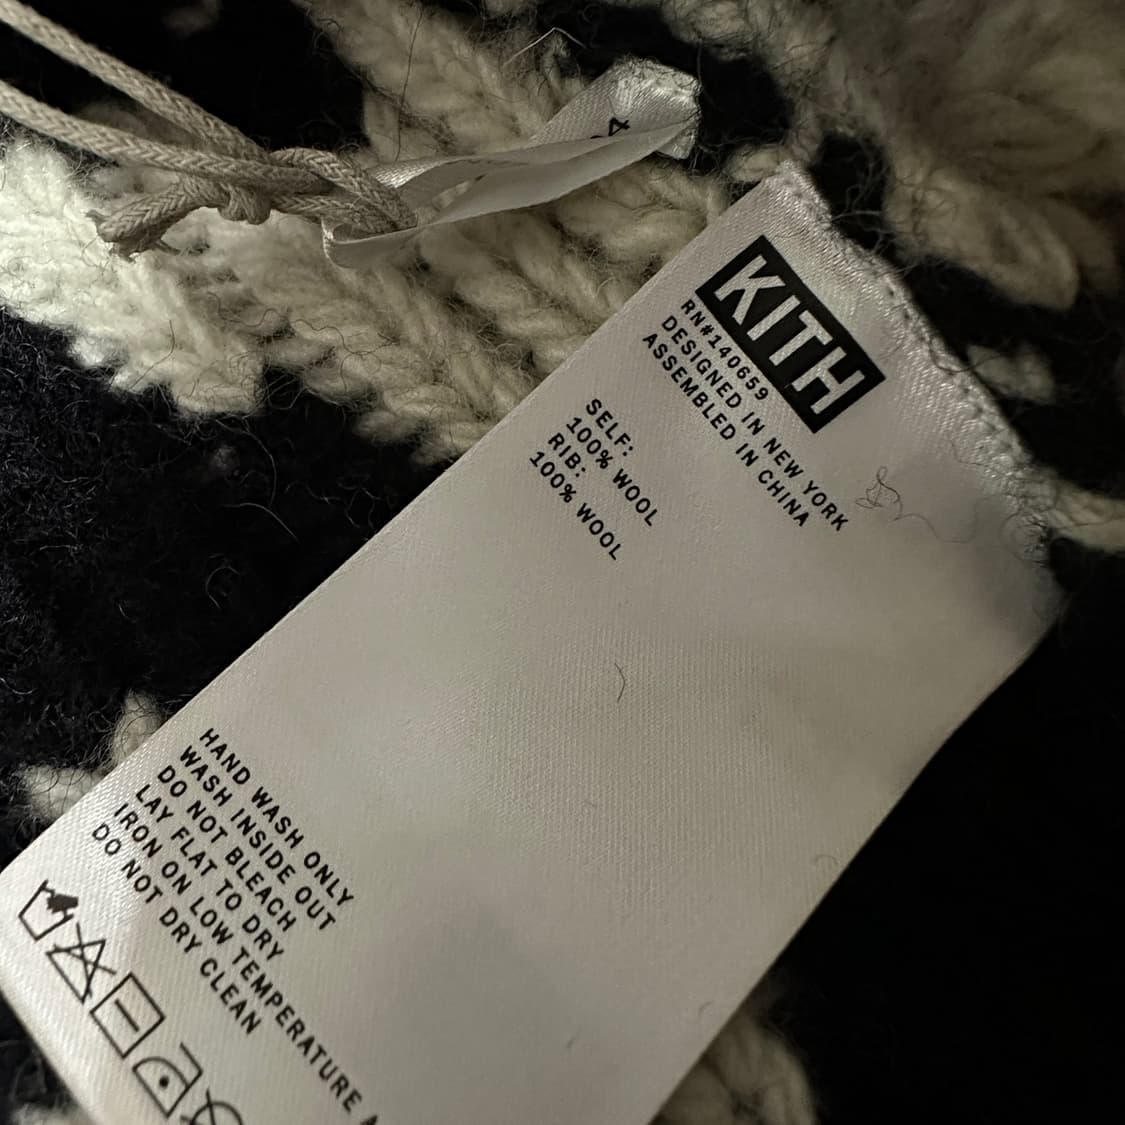 KITH
RN#140659
DESIGNED IN NEW YORK
ASSEMBLED IN CHINA
SELF:
100% WOOL
RIB:
100% WOOL
HAND WASH ONLY
WASH INSIDE OUT
DO NOT BLEACH
LAY FLAT TO DRY
IRON ON LOW TEMPERATURE
DO NOT DRY CLEAN